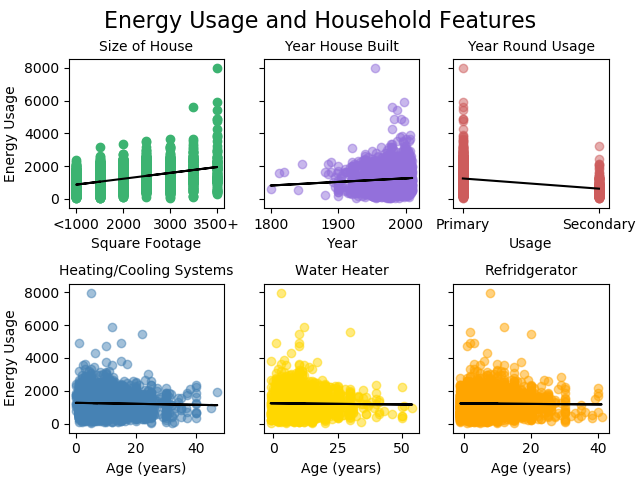 Energy Usage and Household Features
Size of House
Year House Built
Year Round Usage
Energy Usage
8000
6000
4000
2000
0
<1000 2000 3000 3500+
1800 1900 2000
Primary Secondary
Square Footage
Year
Usage
Heating/Cooling Systems
Water Heater
Refridgerator
Energy Usage
8000
6000
4000
2000
0
0 20 40
0 25 50
0 20 40
Age (years)
Age (years)
Age (years)